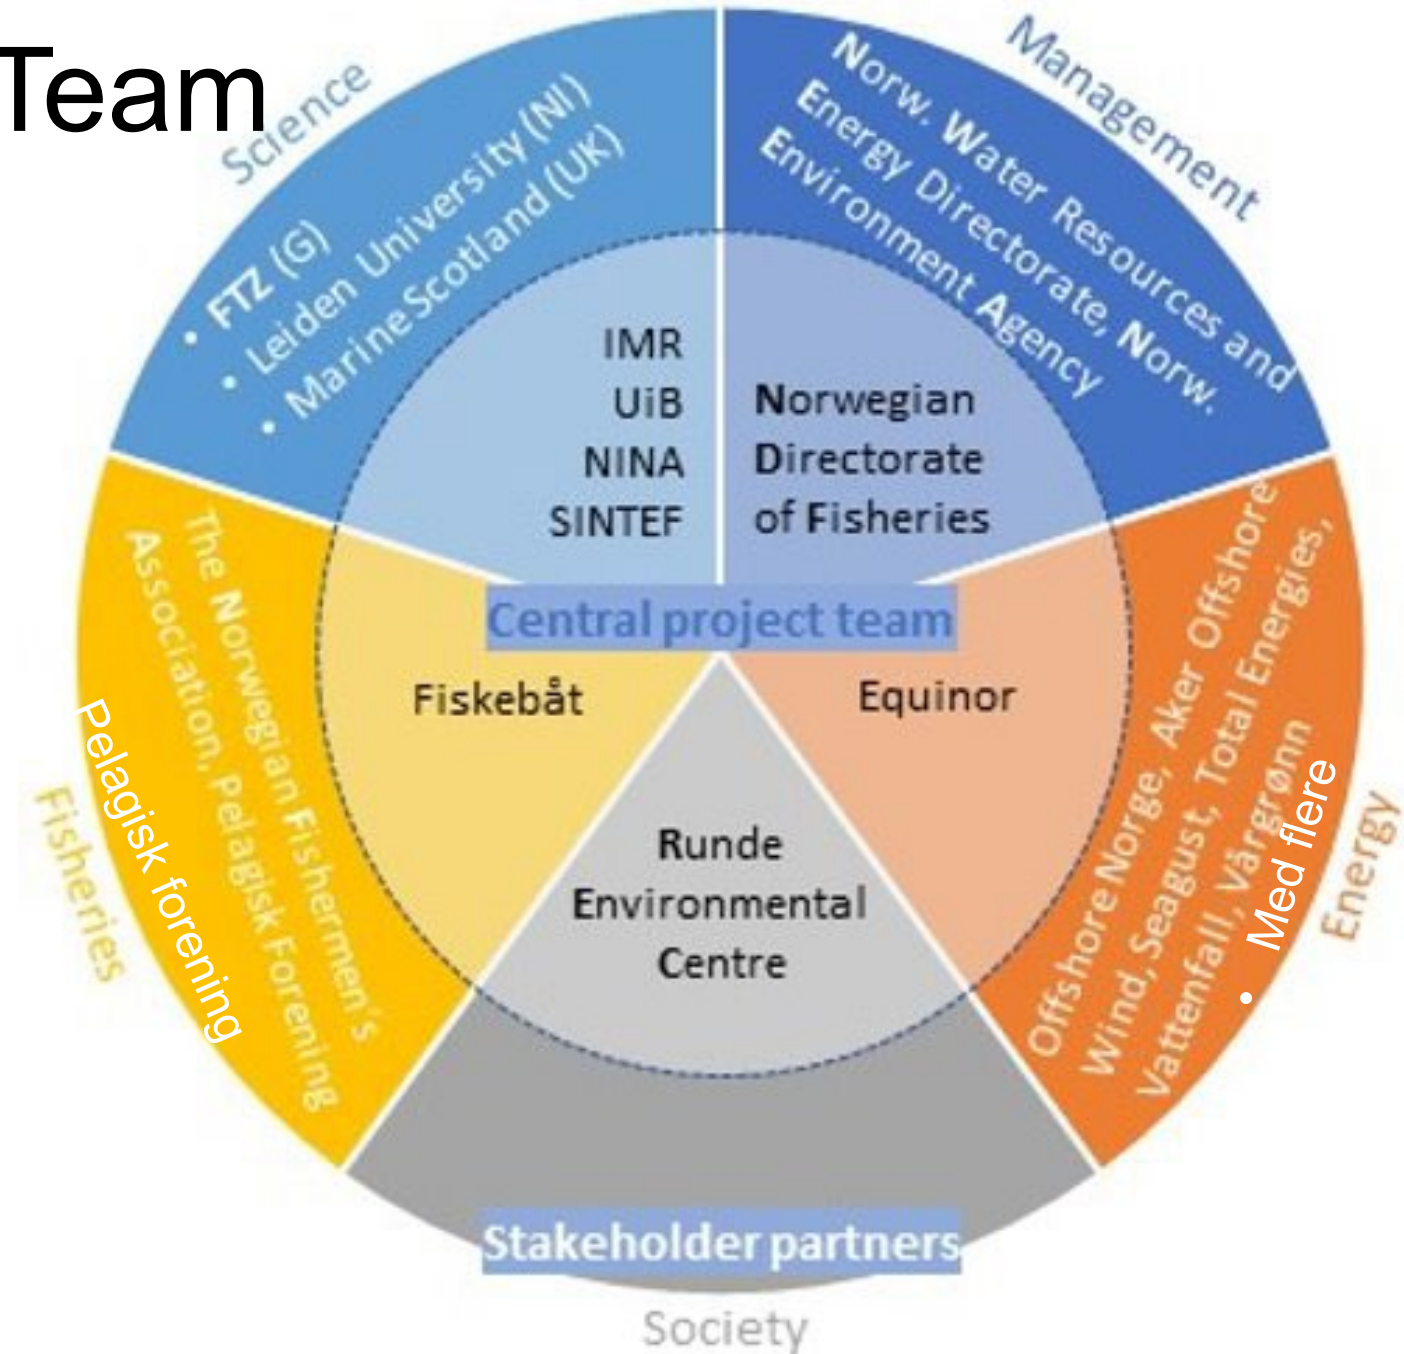 Team
Science
• FTZ (G)
• Leiden University (Nl)
• Marine Scotland (UK)
Management
Norw. Water Resources and
Energy Directorate, Norw.
Environment Agency
IMR
UiB
NINA
SINTEF
Norwegian
Directorate
of Fisheries
Central project team
Fiskebåt
Equinor
Runde
Environmental
Centre
The Norwegian Fishermen's
Association, Pelagisk Forening
Pelagisk forening
Fisheries
Offshore Norge, Aker Offshore
Wind, Seagust, Total Energies,
Vattenfall, Vårgrønn
• Med flere
Energy
Stakeholder partners
Society